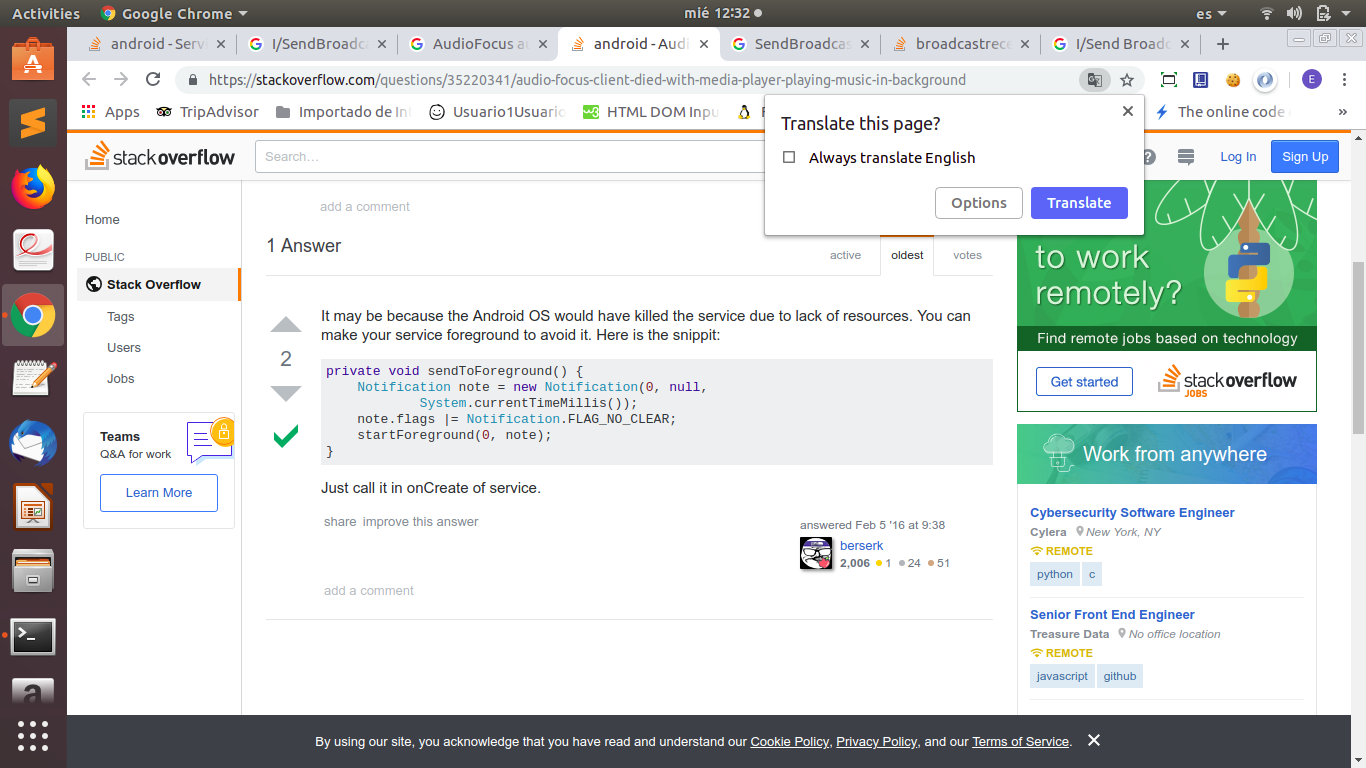 Activities
Google Chrome
mié 12:32
es
android - Serv
I/SendBroadca
AudioFocus au
android - Audi
SendBroadcas
broadcastrece
I/Send Broadc
https://stackoverflow.com/questions/35220341/audio-focus-client-died-with-media-player-playing-music-in-background
E
Apps
TripAdvisor
Importado de Int
Usuario1Usuario
HTML DOM Inpu
The online code
»
Translate this page?
Always translate English
Options
Translate
stackoverflow
Search…
Log In
Sign Up
Home
PUBLIC
Stack Overflow
Tags
Users
Jobs
Teams
Q&A for work
Learn More
add a comment
1 Answer
active
oldest
votes
2
It may be because the Android OS would have killed the service due to lack of resources. You can
make your service foreground to avoid it. Here is the snippit:
private void sendToForeground() {
Notification note = new Notification(0, null,
System.currentTimeMillis());
note.flags |= Notification.FLAG_NO_CLEAR;
startForeground(0, note);
}
Just call it in onCreate of service.
share improve this answer
answered Feb 5 '16 at 9:38
berserk
2,006 1 24 51
add a comment
to work
remotely?
Find remote jobs based on technology
Get started
stackoverflow
JOBS
Work from anywhere
Cybersecurity Software Engineer
Cylera New York, NY
REMOTE
python c
Senior Front End Engineer
Treasure Data No office location
REMOTE
javascript github
By using our site, you acknowledge that you have read and understand our Cookie Policy, Privacy Policy, and our Terms of Service.